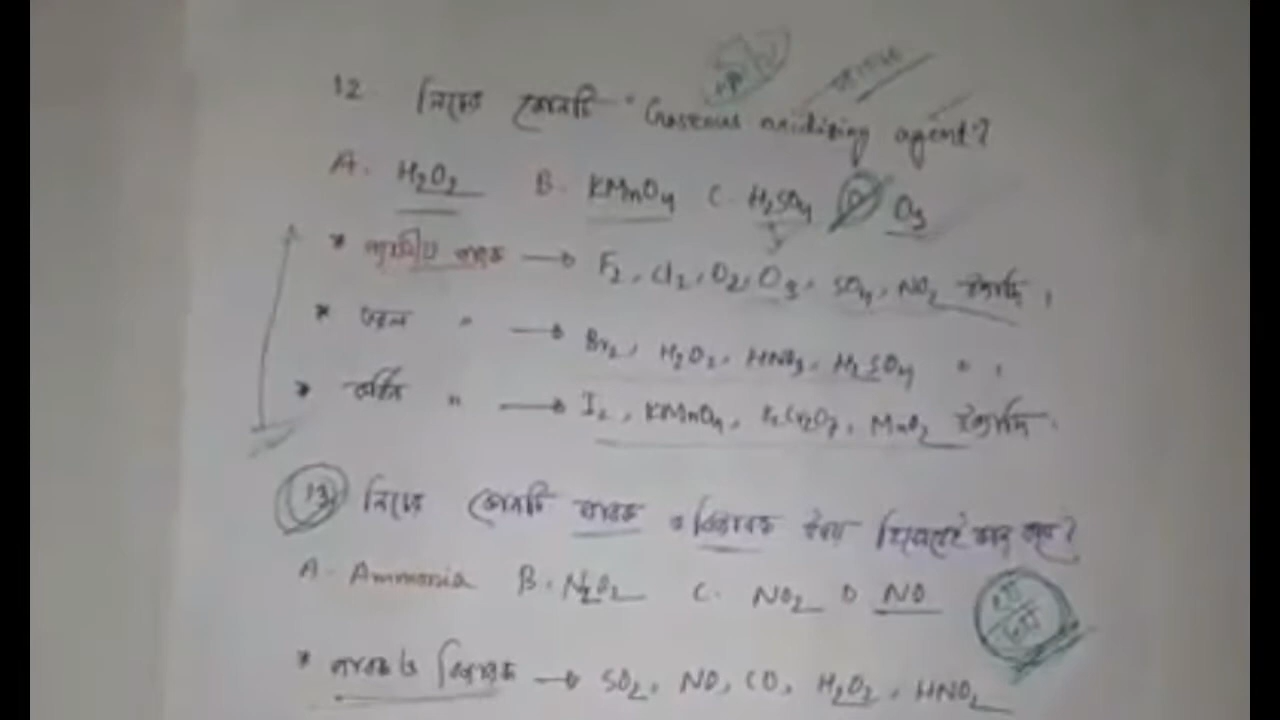 12. নিচের কোনটি Gaseous oxidizing agent?
A. H₂O₂ B. KMnO₄ C. H₂SO₄ D O₃
* গ্যাসীয় জারক → F₂, Cl₂, O₂, O₃, SO₄, NO₂ ইত্যাদি ।
* তরল " → Br₂, H₂O₂, HNO₃, H₂SO₄ " ।
* কঠিন " → I₂, KMnO₄, K₂Cr₂O₇, MnO₂ ইত্যাদি ।
13 নিচের কোনটি জারক ও বিজারক উভয় হিসেবেই কাজ করে?
A. Ammonia B. N₂O₂ C. NO₂ D NO
* জারক ও বিজারক → SO₂, NO, CO, H₂O₂, HNO₂